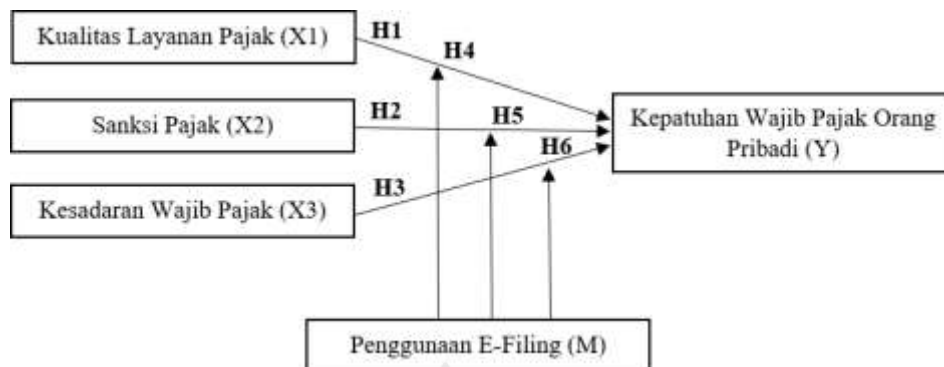 Kualitas Layanan Pajak (X1)
H1
H4
Sanksi Pajak (X2)
H2
H5
Kepatuhan Wajib Pajak Orang
Pribadi (Y)
H6
Kesadaran Wajib Pajak (X3)
H3
Penggunaan E-Filing (M)